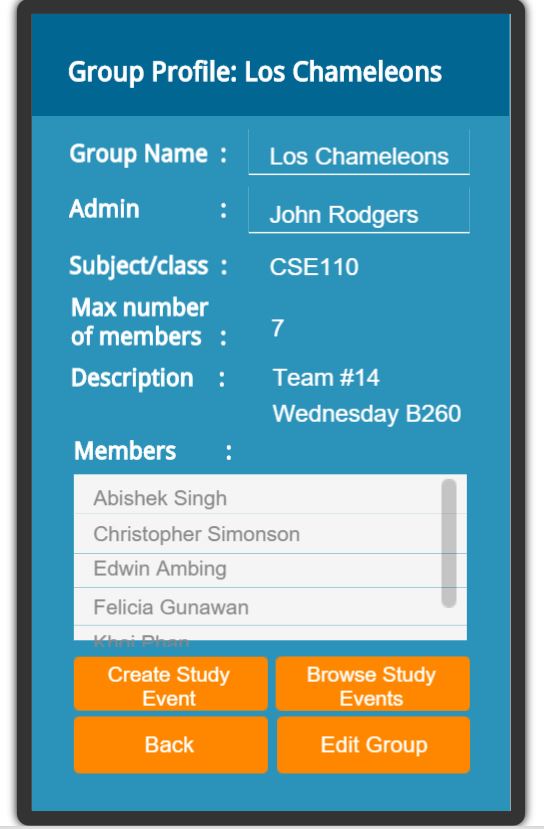 Group Profile: Los Chameleons
Group Name : Los Chameleons
Admin : John Rodgers
Subject/class : CSE110
Max number
of members : 7
Description : Team #14
Wednesday B260
Members :
Abishek Singh
Christopher Simonson
Edwin Ambing
Felicia Gunawan
Khoi Phan
Create Study
Event
Browse Study
Events
Back
Edit Group